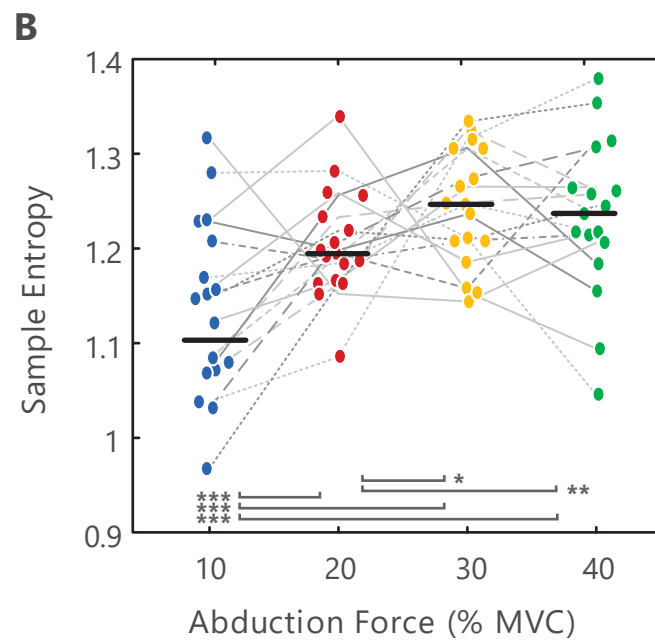 B
1.4
1.3
1.2
1.1
1
0.9
Sample Entropy
*
**
***
***
***
10 20 30 40
Abduction Force (% MVC)